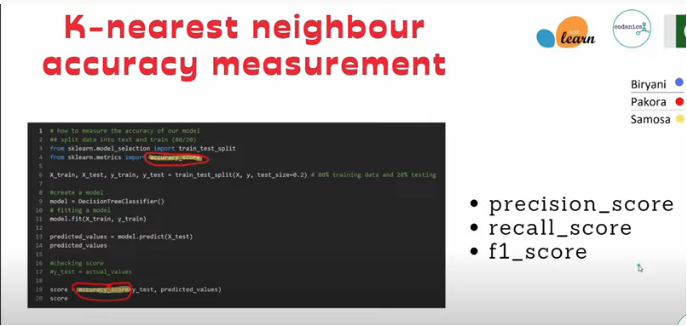 K-nearest neighbour
accuracy measurement
learn
codanics
Biryani
Pakora
Samosa
1 # how to measure the accuracy of our model
2 ## split data into test and train (80/20)
3 from sklearn.model_selection import train_test_split
4 from sklearn.metrics import accuracy_score
5
6 X_train, X_test, y_train, y_test = train_test_split(X, y, test_size=0.2) # 80% training data and 20% testing
7
8 #create a model
9 model = DecisionTreeClassifier()
10 # fitting a model
11 model.fit(X_train, y_train)
12
13 predicted_values = model.predict(X_test)
14 predicted_values
15
16 #checking score
17 #y_test = actual_values
18
19 score = accuracy_score(y_test, predicted_values)
20 score
• precision_score
• recall_score
• f1_score